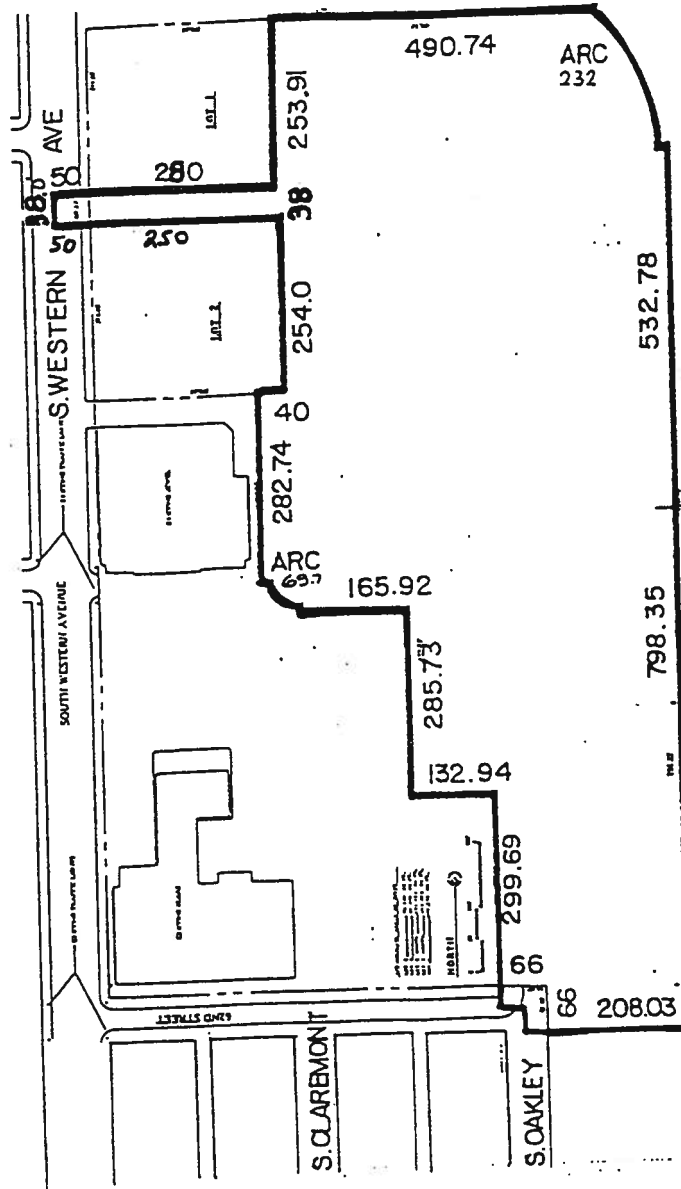 490.74
ARC
232
253.91
AVE
50
280
LOT 1
38.0
38
50
250
S. WESTERN
254.0
LOT 2
532.78
40
282.74
ARC
69.7
165.92
SOUTH WESTERN AVENUE
285.73
798.35
132.94
299.69
NORTH
66
66
208.03
62ND STREET
S. CLAREMONT
S. OAKLEY